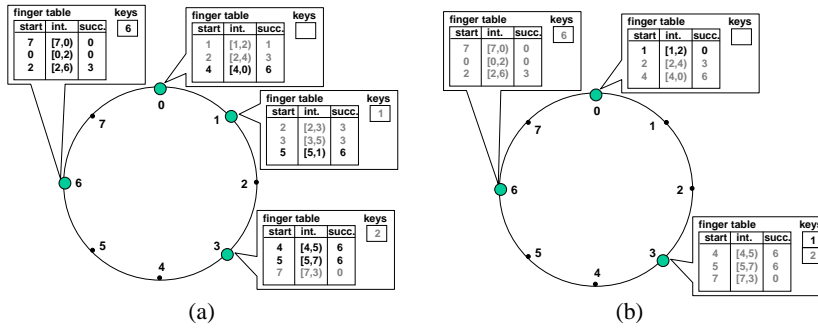 finger table keys
start int. succ.
6
7 [7,0) 0
0 [0,2) 0
2 [2,6) 3
finger table keys
start int. succ.
1 [1,2) 1
2 [2,4) 3
4 [4,0) 6
finger table keys
start int. succ.
1
2 [2,3) 3
3 [3,5) 3
5 [5,1) 6
finger table keys
start int. succ.
2
4 [4,5) 6
5 [5,7) 6
7 [7,3) 0
0
1
2
3
4
5
6
7
(a)
finger table keys
start int. succ.
6
7 [7,0) 0
0 [0,2) 0
2 [2,6) 3
finger table keys
start int. succ.
1 [1,2) 0
2 [2,4) 3
4 [4,0) 6
finger table keys
start int. succ.
1
2
4 [4,5) 6
5 [5,7) 6
7 [7,3) 0
0
1
2
3
4
5
6
7
(b)